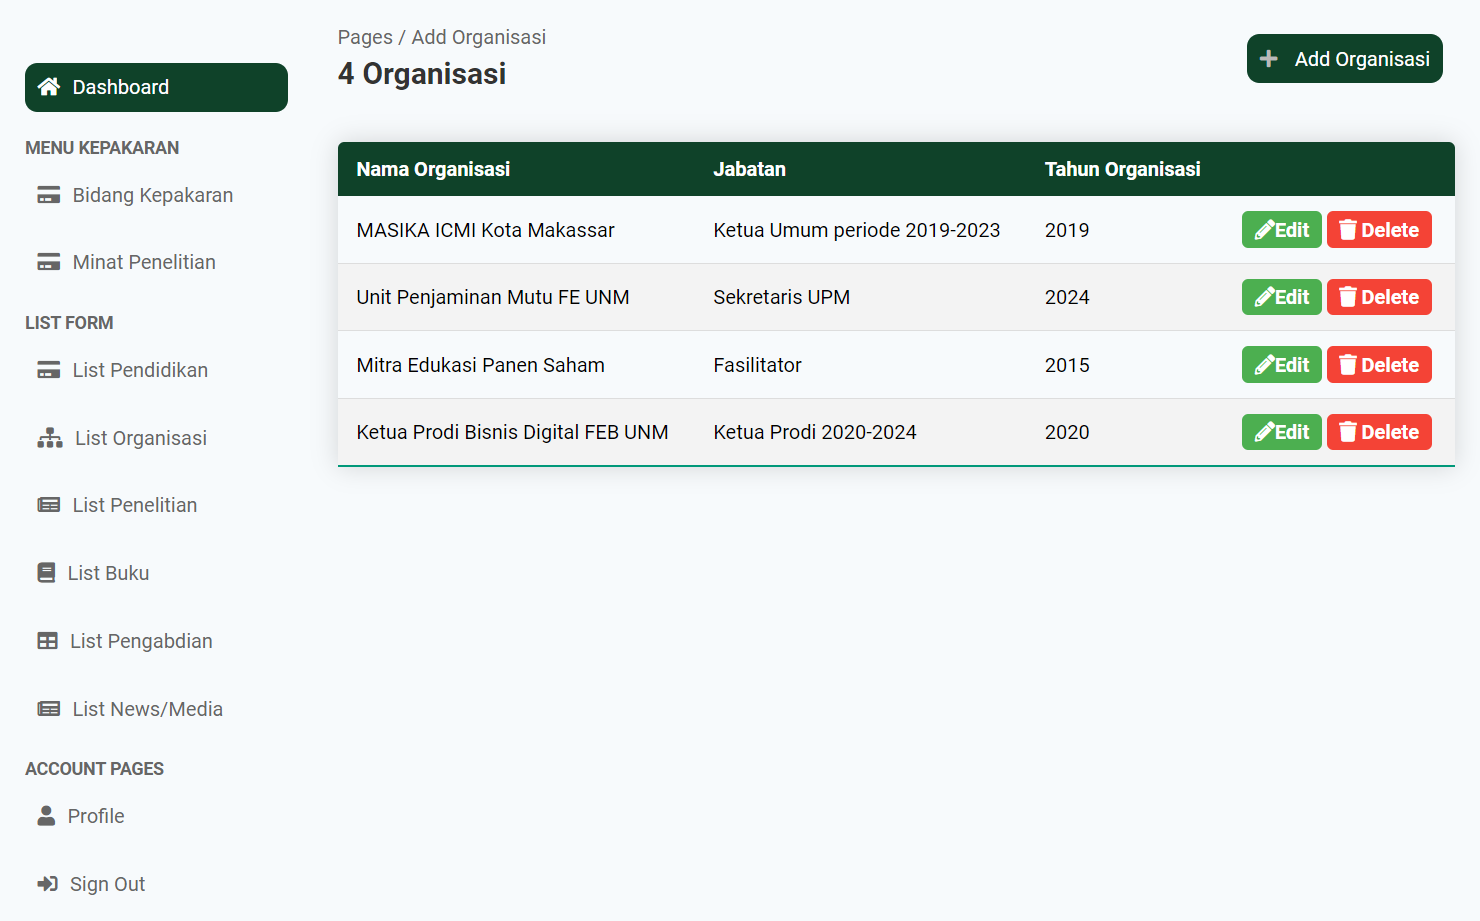 Dashboard
MENU KEPAKARAN
Bidang Kepakaran
Minat Penelitian
LIST FORM
List Pendidikan
List Organisasi
List Penelitian
List Buku
List Pengabdian
List News/Media
ACCOUNT PAGES
Profile
Sign Out
Pages / Add Organisasi
4 Organisasi
Add Organisasi
Nama Organisasi Jabatan Tahun Organisasi
MASIKA ICMI Kota Makassar Ketua Umum periode 2019-2023 2019 Edit Delete
Unit Penjaminan Mutu FE UNM Sekretaris UPM 2024 Edit Delete
Mitra Edukasi Panen Saham Fasilitator 2015 Edit Delete
Ketua Prodi Bisnis Digital FEB UNM Ketua Prodi 2020-2024 2020 Edit Delete